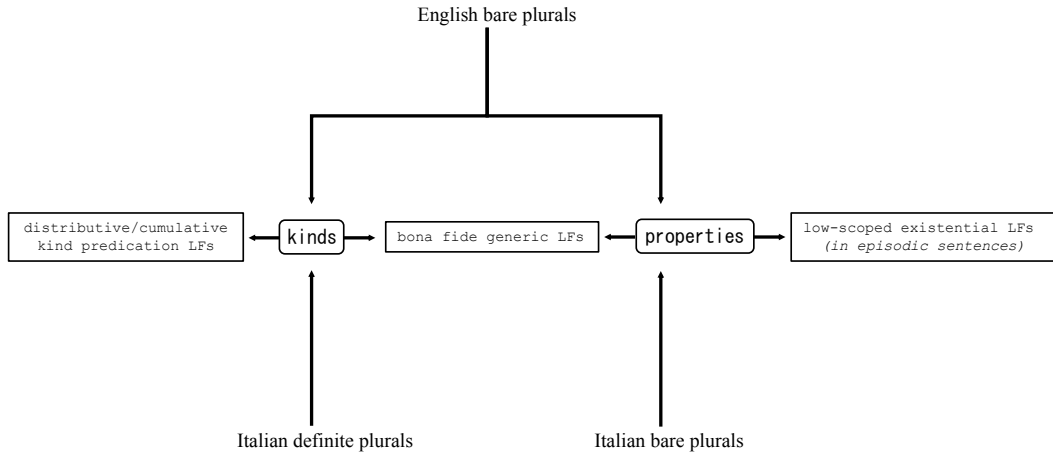 English bare plurals
distributive/cumulative
kind predication LFs
kinds
bona fide generic LFs
properties
low-scoped existential LFs
(in episodic sentences)
Italian definite plurals
Italian bare plurals